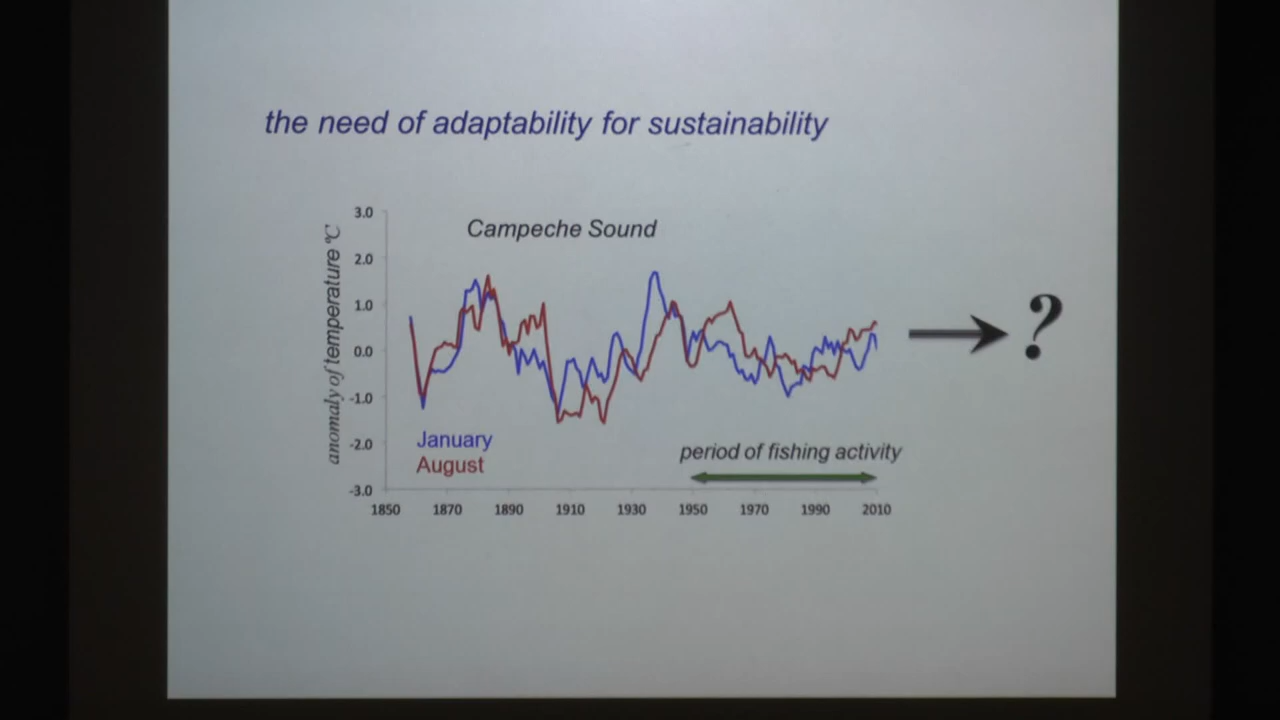 the need of adaptability for sustainability
Campeche Sound
anomaly of temperature °C
3.0
2.0
1.0
0.0
-1.0
-2.0
-3.0
January
August
period of fishing activity
1850 1870 1890 1910 1930 1950 1970 1990 2010
?